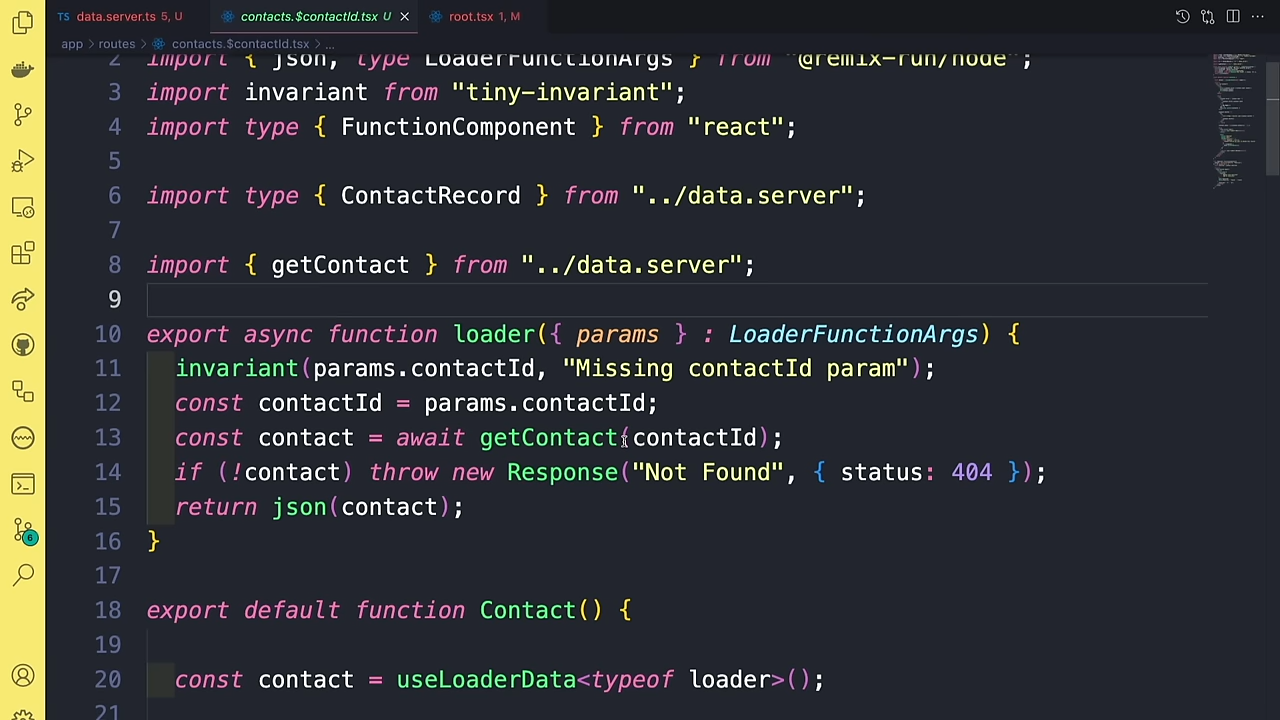 data.server.ts 5, U
contacts.$contactId.tsx U
root.tsx 1, M
app > routes > contacts.$contactId.tsx > ...
2 import { json, type LoaderFunctionArgs } from "@remix-run/node";
3 import invariant from "tiny-invariant";
4 import type { FunctionComponent } from "react";
5
6 import type { ContactRecord } from "../data.server";
7
8 import { getContact } from "../data.server";
9
10 export async function loader({ params } : LoaderFunctionArgs) {
11 invariant(params.contactId, "Missing contactId param");
12 const contactId = params.contactId;
13 const contact = await getContact(contactId);
14 if (!contact) throw new Response("Not Found", { status: 404 });
15 return json(contact);
16 }
17
18 export default function Contact() {
19
20 const contact = useLoaderData<typeof loader>();
21
TS
6